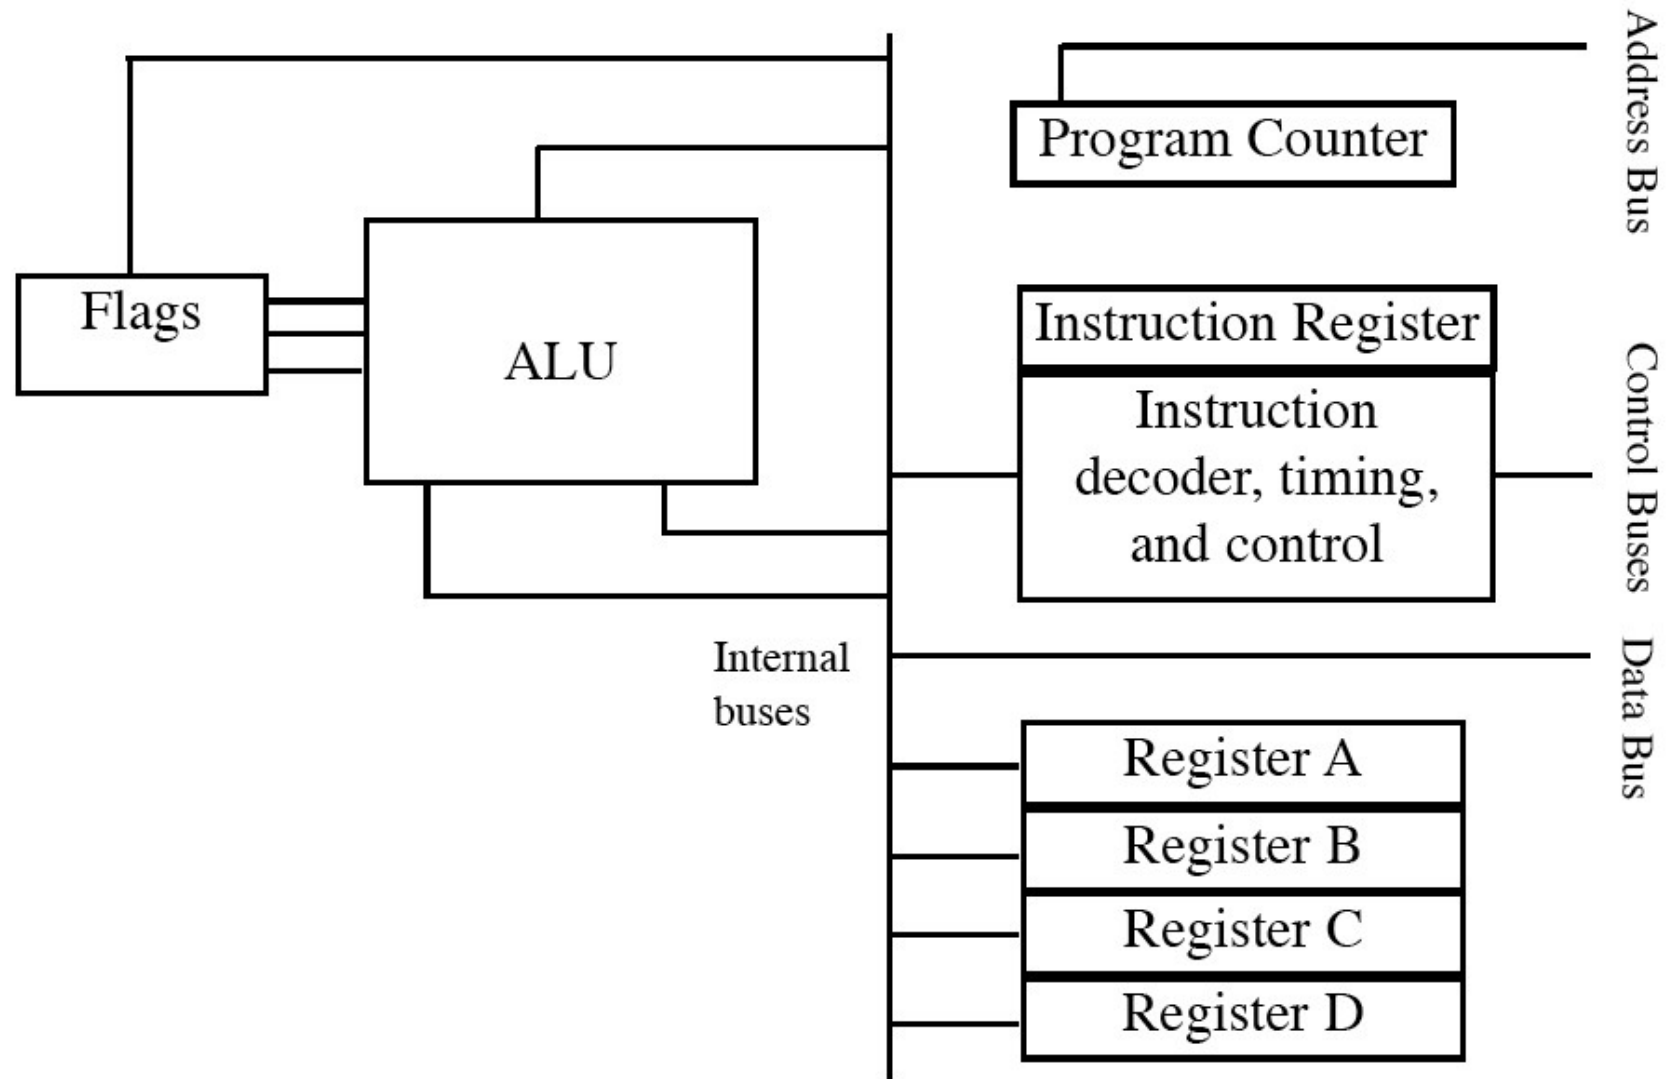 Address Bus
Program Counter
Flags
ALU
Instruction Register
Instruction
decoder, timing,
and control
Control Buses
Internal
buses
Data Bus
Register A
Register B
Register C
Register D